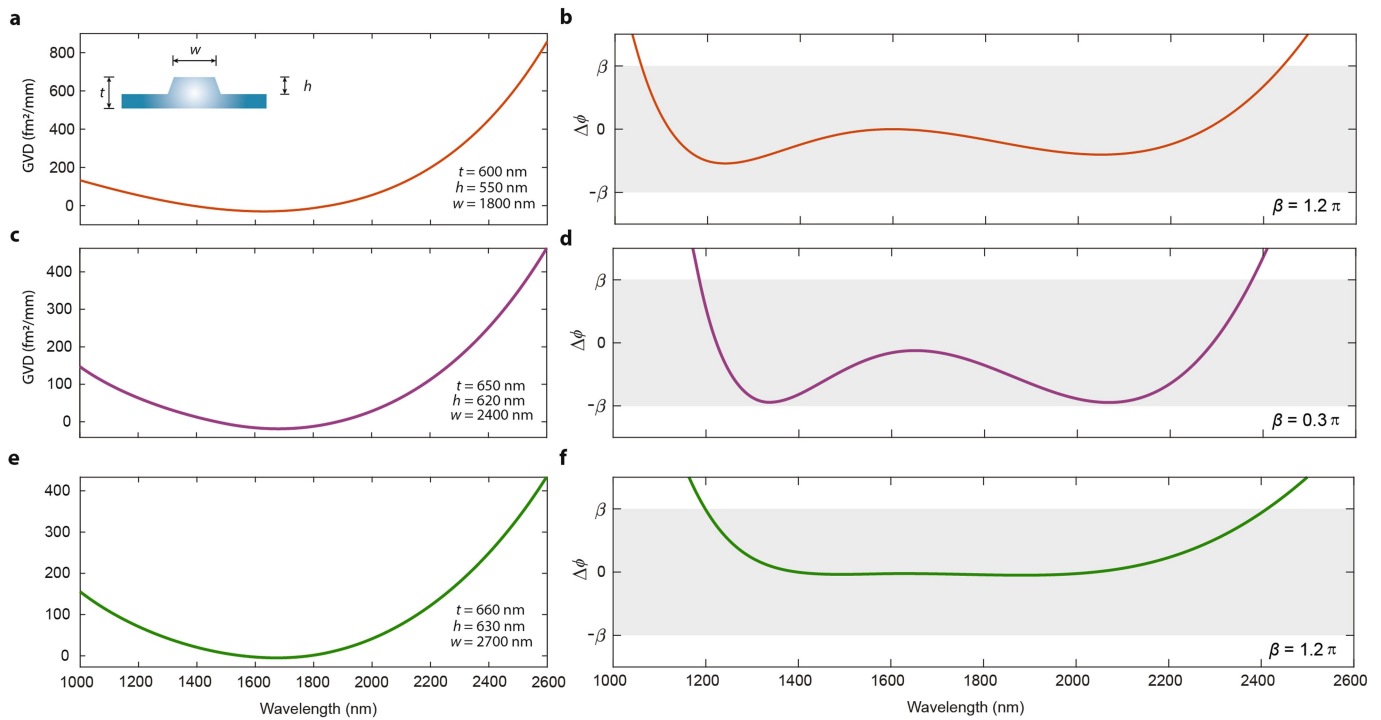 a
GVD (fm²/mm)
800
600
400
200
0
w
t
h
t = 600 nm
h = 550 nm
w = 1800 nm
b
Δϕ
β
0
-β
β = 1.2 π
c
GVD (fm²/mm)
400
300
200
100
0
t = 650 nm
h = 620 nm
w = 2400 nm
d
Δϕ
β
0
-β
β = 0.3 π
e
400
300
200
100
0
t = 660 nm
h = 630 nm
w = 2700 nm
1000 1200 1400 1600 1800 2000 2200 2400 2600
Wavelength (nm)
f
Δϕ
β
0
-β
β = 1.2 π
1000 1200 1400 1600 1800 2000 2200 2400 2600
Wavelength (nm)